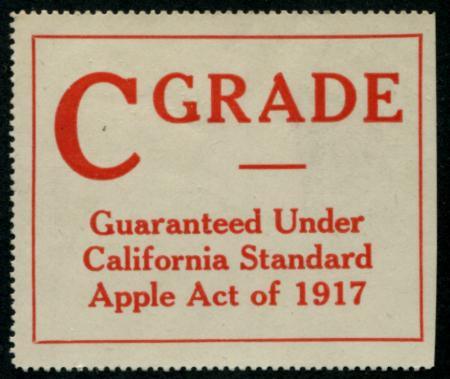 C GRADE
Guaranteed Under
California Standard
Apple Act of 1917